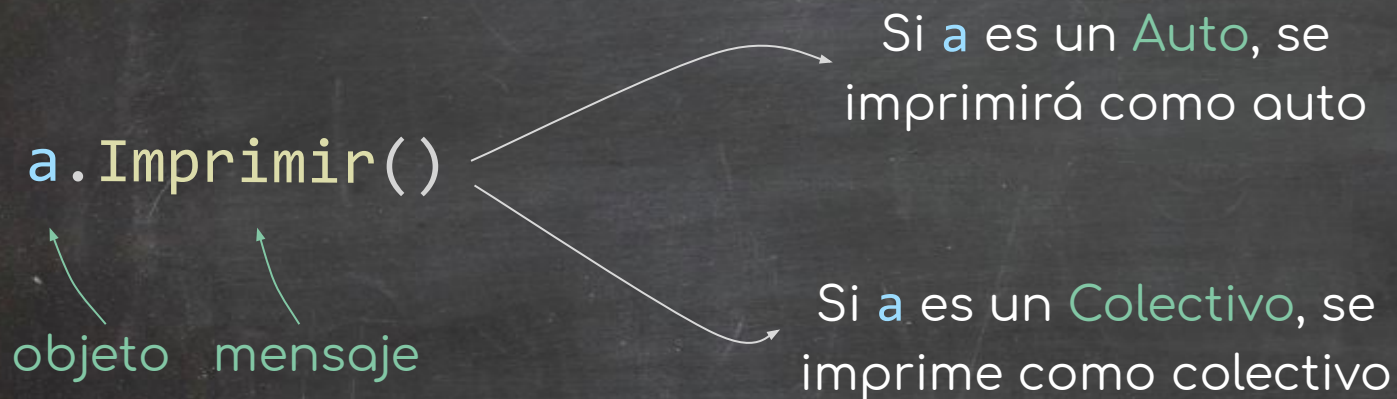 a.Imprimir()
objeto mensaje
Si a es un Auto, se
imprimirá como auto
Si a es un Colectivo, se
imprime como colectivo